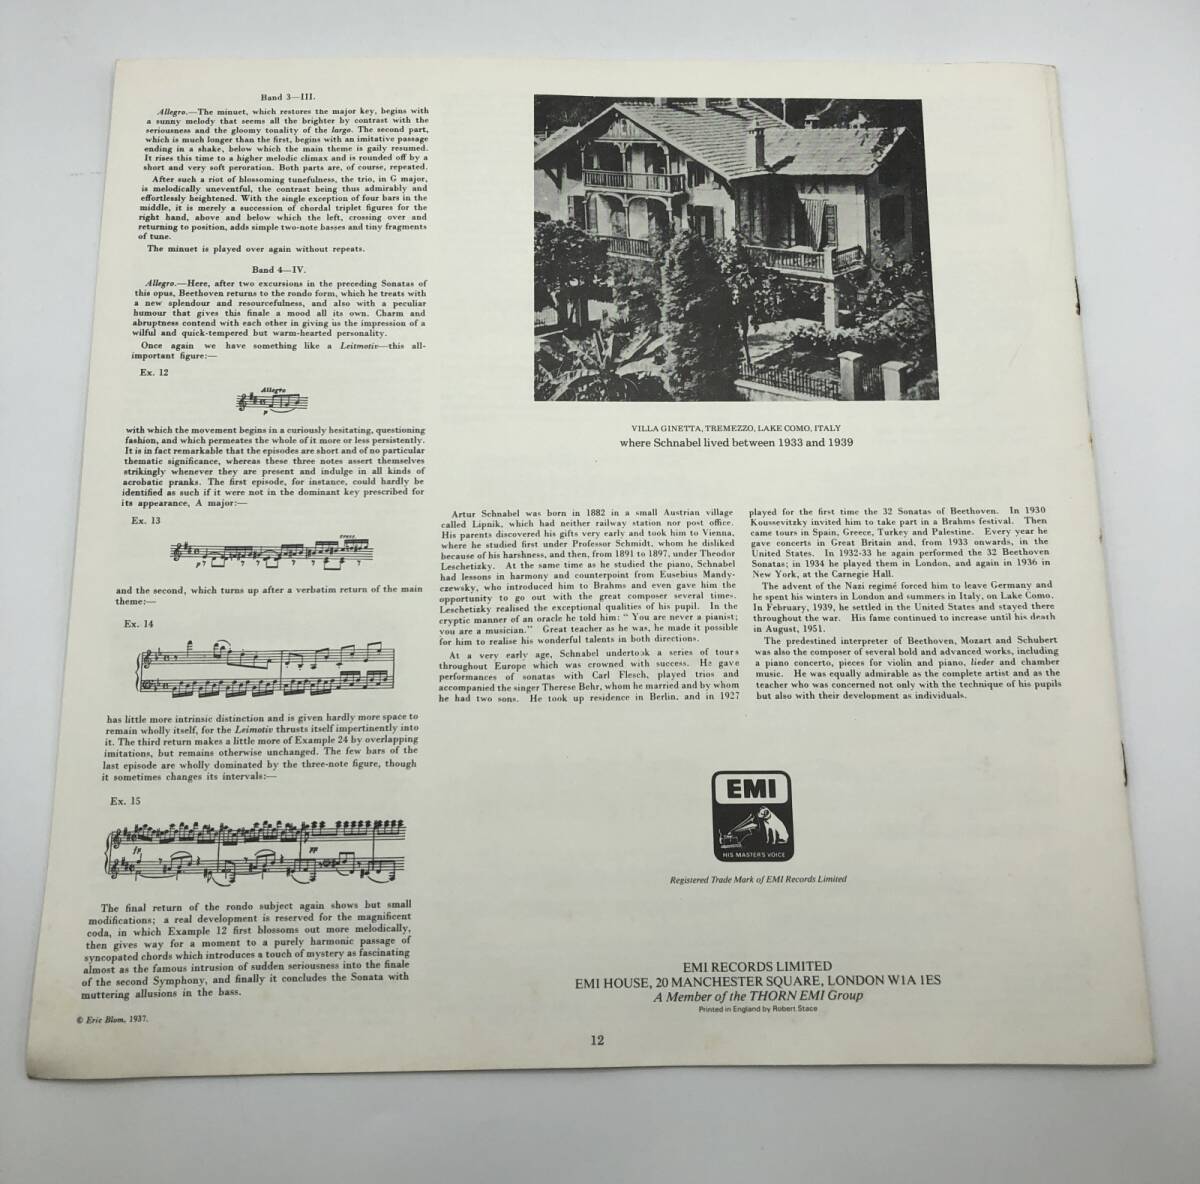 Band 3—III.
Allegro.—The minuet, which restores the major key, begins with
a sunny melody that seems all the brighter by contrast with the
seriousness and the gloomy tonality of the largo. The second part,
which is much longer than the first, begins with an imitative passage
ending in a shake, below which the main theme is gaily resumed.
It rises this time to a higher melodic climax and is rounded off by a
short and very soft peroration. Both parts are, of course, repeated.
After such a riot of blossoming tunefulness, the trio, in G major,
is melodically uneventful, the contrast being thus admirably and
effortlessly heightened. With the single exception of four bars in the
middle, it is merely a succession of chordal triplet figures for the
right hand, above and below which the left, crossing over and
returning to position, adds simple two-note basses and tiny fragments
of tune.
The minuet is played over again without repeats.
Band 4—IV.
Allegro.—Here, after two excursions in the preceding Sonatas of
this opus, Beethoven returns to the rondo form, which he treats with
a new splendour and resourcefulness, and also with a peculiar
humour that gives this finale a mood all its own. Charm and
abruptness contend with each other in giving us the impression of a
wilful and quick-tempered but warm-hearted personality.
Once again we have something like a Leitmotiv—this all-
important figure:—
Ex. 12
Allegro
p
with which the movement begins in a curiously hesitating, questioning
fashion, and which permeates the whole of it more or less persistently.
It is in fact remarkable that the episodes are short and of no particular
thematic significance, whereas these three notes assert themselves
strikingly whenever they are present and indulge in all kinds of
acrobatic pranks. The first episode, for instance, could hardly be
identified as such if it were not in the dominant key prescribed for
its appearance, A major:—
Ex. 13
cresc.
p
and the second, which turns up after a verbatim return of the main
theme:—
Ex. 14
has little more intrinsic distinction and is given hardly more space to
remain wholly itself, for the Leimotiv thrusts itself impertinently into
it. The third return makes a little more of Example 24 by overlapping
imitations, but remains otherwise unchanged. The few bars of the
last episode are wholly dominated by the three-note figure, though
it sometimes changes its intervals:—
Ex. 15
pp
The final return of the rondo subject again shows but small
modifications; a real development is reserved for the magnificent
coda, in which Example 12 first blossoms out more melodically,
then gives way for a moment to a purely harmonic passage of
syncopated chords which introduces a touch of mystery as fascinating
almost as the famous intrusion of sudden seriousness into the finale
of the second Symphony, and finally it concludes the Sonata with
muttering allusions in the bass.
© Eric Blom, 1937.
VILLA GINETTA, TREMEZZO, LAKE COMO, ITALY
where Schnabel lived between 1933 and 1939
Artur Schnabel was born in 1882 in a small Austrian village
called Lipnik, which had neither railway station nor post office.
His parents discovered his gifts very early and took him to Vienna,
where he studied first under Professor Schmidt, whom he disliked
because of his harshness, and then, from 1891 to 1897, under Theodor
Leschetizky. At the same time as he studied the piano, Schnabel
had lessons in harmony and counterpoint from Eusebius Mandy-
czewsky, who introduced him to Brahms and even gave him the
opportunity to go out with the great composer several times.
Leschetizky realised the exceptional qualities of his pupil. In the
cryptic manner of an oracle he told him: “You are never a pianist;
you are a musician.” Great teacher as he was, he made it possible
for him to realise his wonderful talents in both directions.
At a very early age, Schnabel undertook a series of tours
throughout Europe which was crowned with success. He gave
performances of sonatas with Carl Flesch, played trios and
accompanied the singer Therese Behr, whom he married and by whom
he had two sons. He took up residence in Berlin, and in 1927
played for the first time the 32 Sonatas of Beethoven. In 1930
Koussevitzky invited him to take part in a Brahms festival. Then
came tours in Spain, Greece, Turkey and Palestine. Every year he
gave concerts in Great Britain and, from 1933 onwards, in the
United States. In 1932-33 he again performed the 32 Beethoven
Sonatas; in 1934 he played them in London, and again in 1936 in
New York, at the Carnegie Hall.
The advent of the Nazi regimé forced him to leave Germany and
he spent his winters in London and summers in Italy, on Lake Como.
In February, 1939, he settled in the United States and stayed there
throughout the war. His fame continued to increase until his death
in August, 1951.
The predestined interpreter of Beethoven, Mozart and Schubert
was also the composer of several bold and advanced works, including
a piano concerto, pieces for violin and piano, lieder and chamber
music. He was equally admirable as the complete artist and as the
teacher who was concerned not only with the technique of his pupils
but also with their development as individuals.
EMI
HIS MASTER'S VOICE
Registered Trade Mark of EMI Records Limited
EMI RECORDS LIMITED
EMI HOUSE, 20 MANCHESTER SQUARE, LONDON W1A 1ES
A Member of the THORN EMI Group
Printed in England by Robert Stace
12